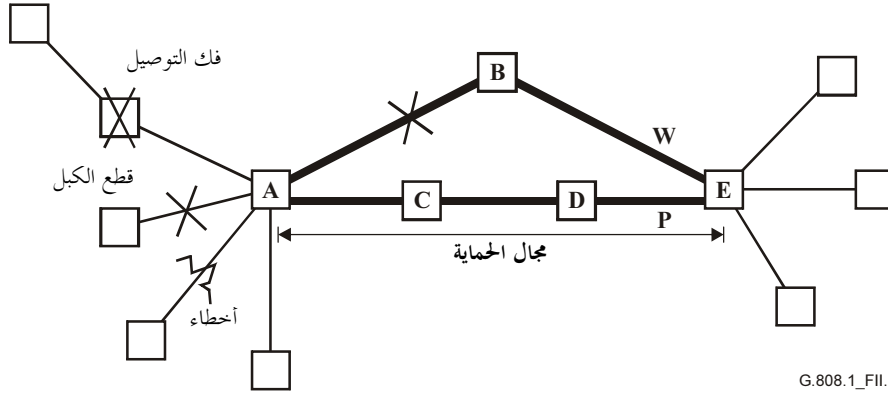 فك التوصيل
B
W
قطع الكبل
A
C
D
E
P
مجال الحماية
أخطاء
G.808.1_FII.